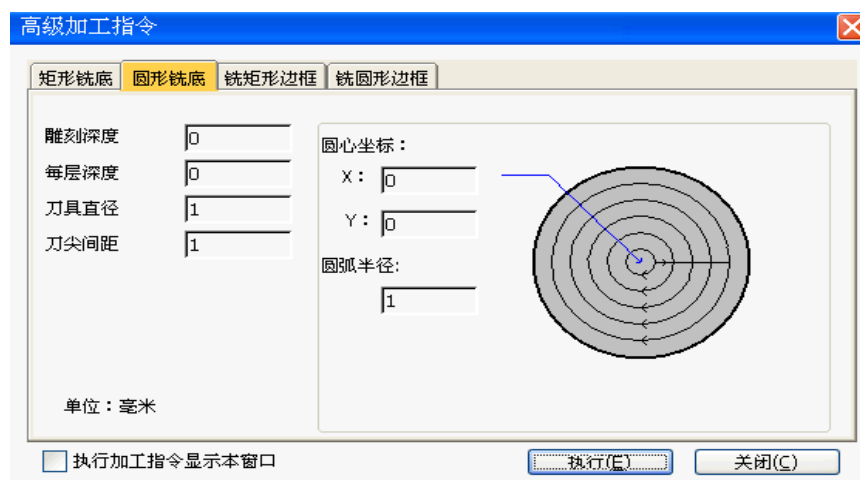 高级加工指令
矩形铣底 圆形铣底 铣矩形边框 铣圆形边框
雕刻深度 0
每层深度 0
刀具直径 1
刀尖间距 1
单位：毫米
圆心坐标：
X： 0
Y： 0
圆弧半径:
1
执行加工指令显示本窗口
执行(E) 关闭(C)